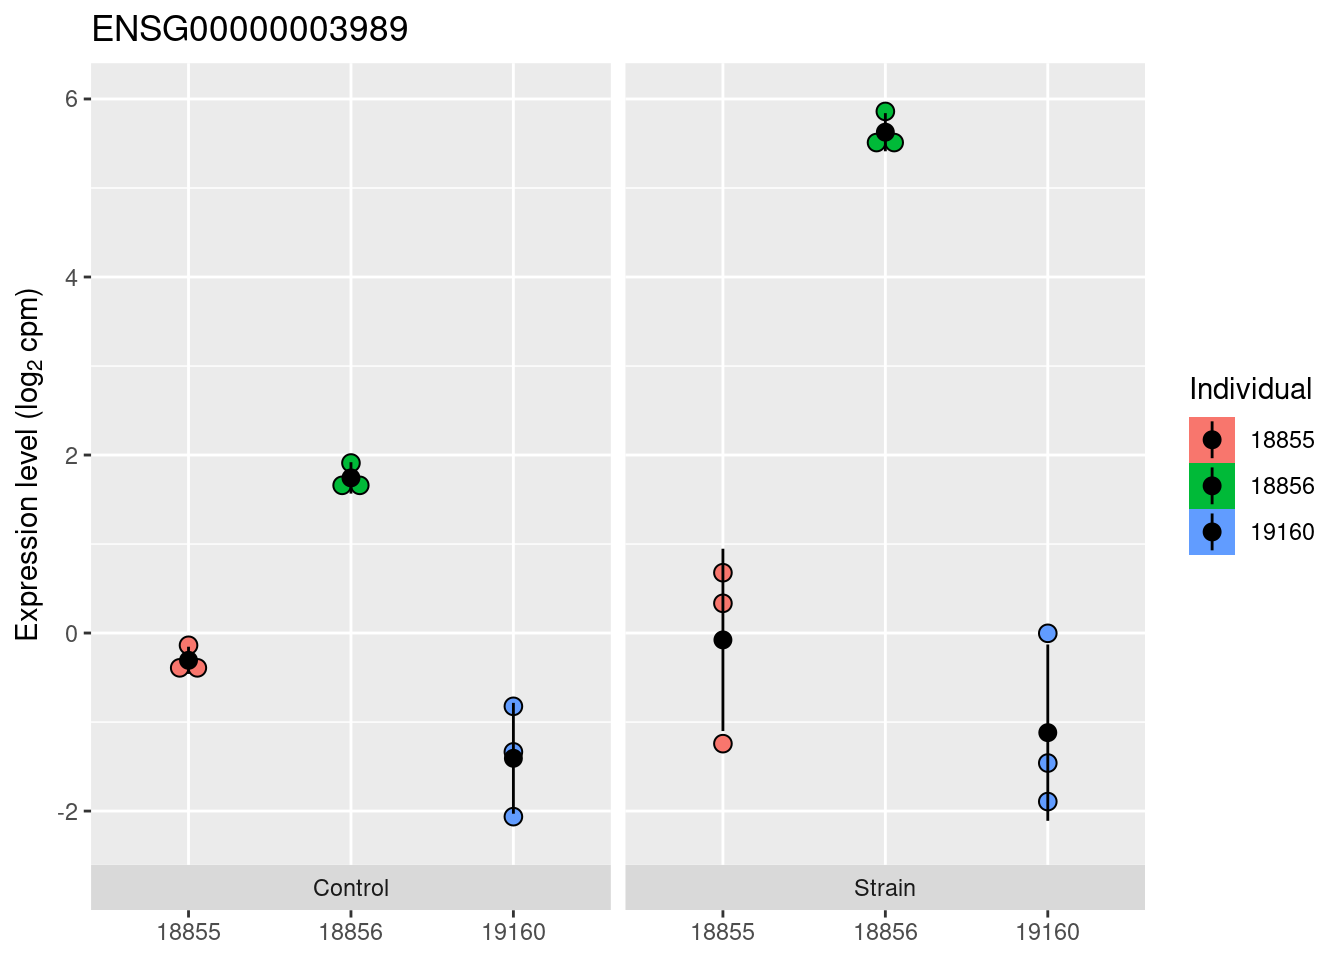 ENSG00000003989
Expression level (log₂ cpm)
6
4
2
0
-2
Control
Strain
18855
18856
19160
18855
18856
19160
Individual
18855
18856
19160